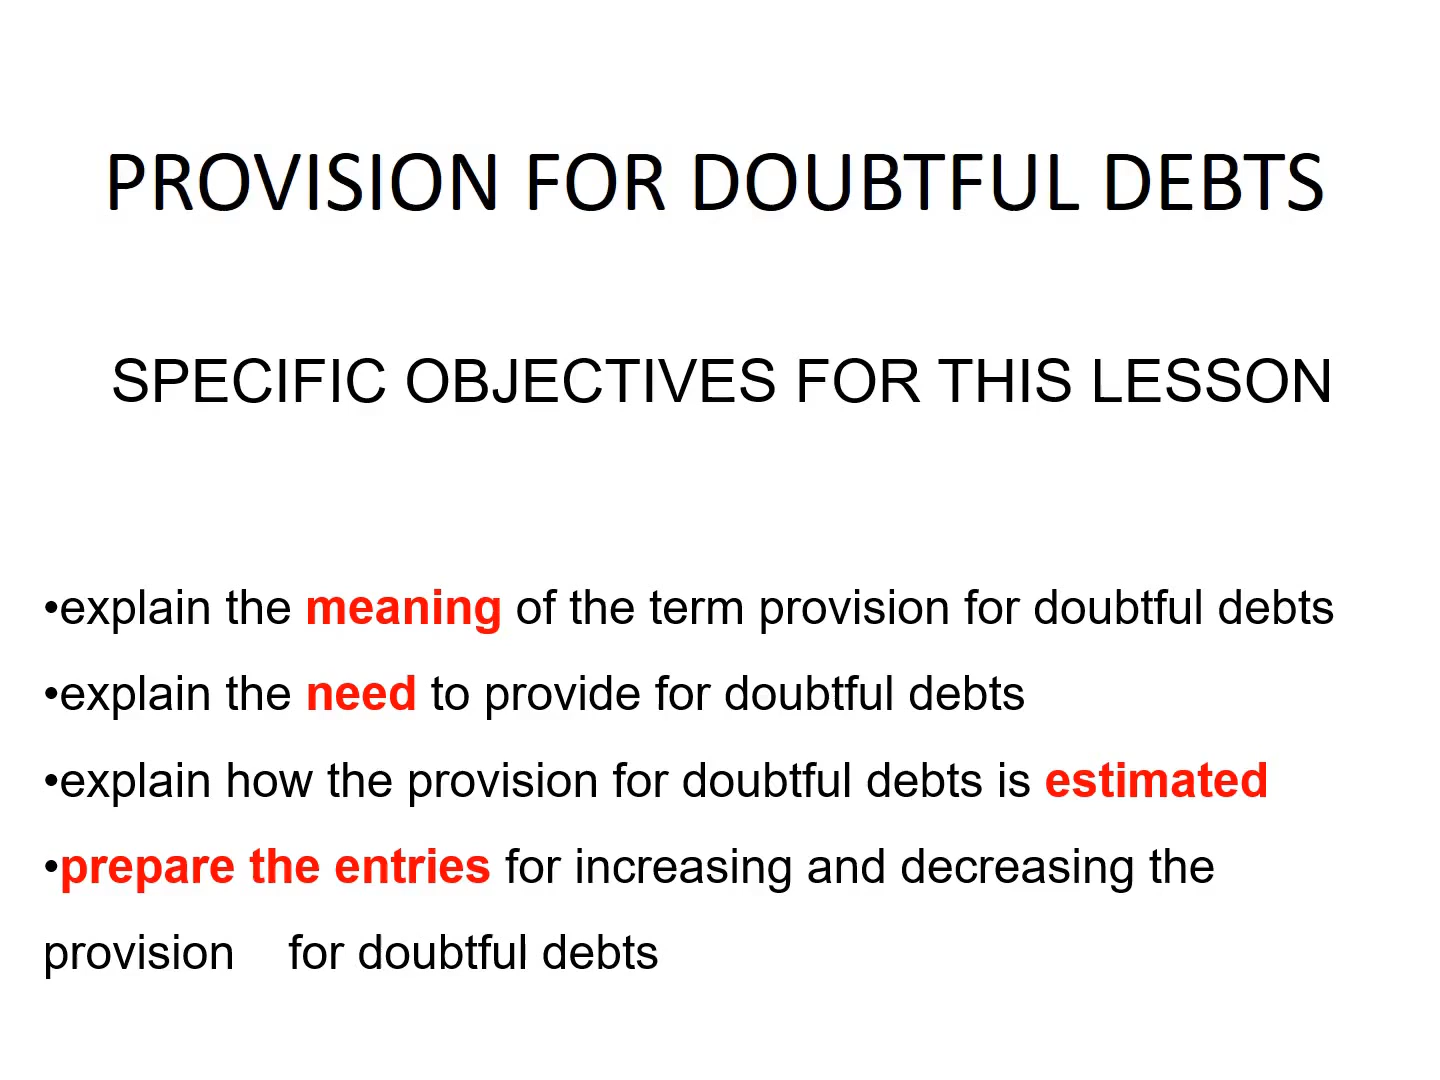 PROVISION FOR DOUBTFUL DEBTS
SPECIFIC OBJECTIVES FOR THIS LESSON
•explain the meaning of the term provision for doubtful debts
•explain the need to provide for doubtful debts
•explain how the provision for doubtful debts is estimated
•prepare the entries for increasing and decreasing the
provision    for doubtful debts